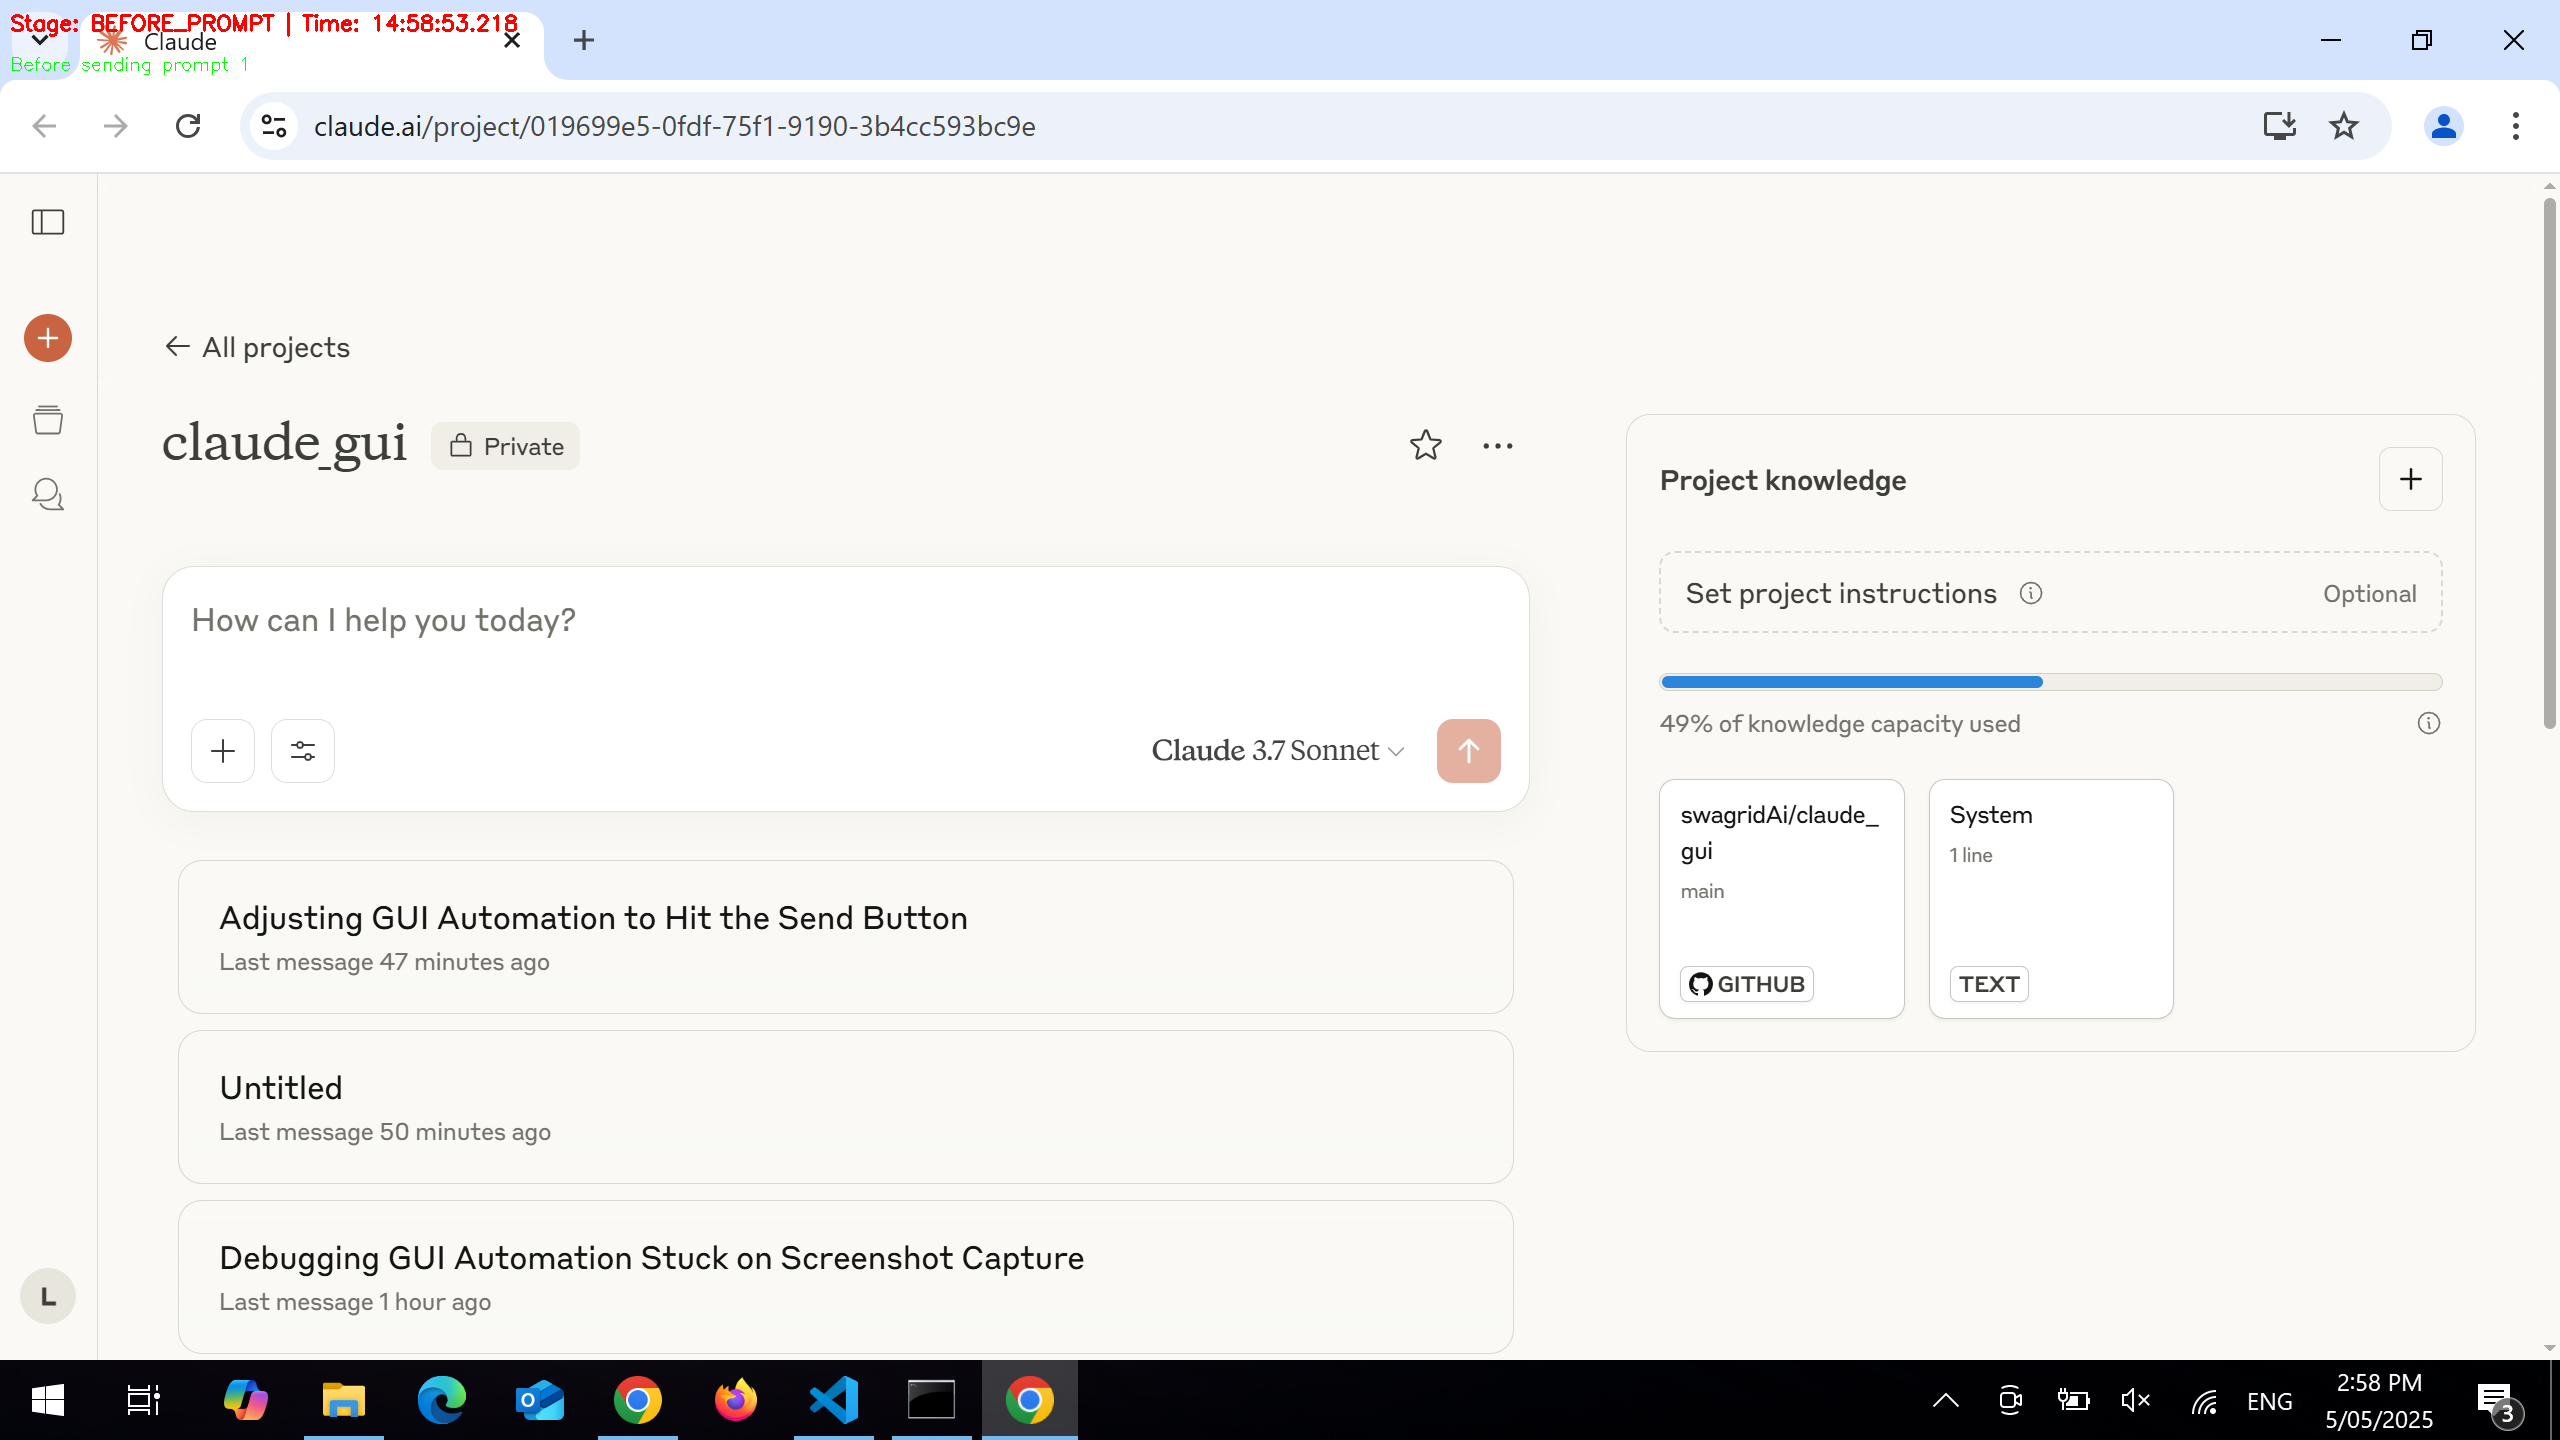 Stage: BEFORE_PROMPT | Time: 14:58:53.218
Claude
Before sending prompt 1
claude.ai/project/019699e5-0fdf-75f1-9190-3b4cc593bc9e
All projects
claude_gui
Private
How can I help you today?
Claude 3.7 Sonnet
Adjusting GUI Automation to Hit the Send Button
Last message 47 minutes ago
Untitled
Last message 50 minutes ago
Debugging GUI Automation Stuck on Screenshot Capture
Last message 1 hour ago
Project knowledge
Set project instructions
Optional
49% of knowledge capacity used
swagridAi/claude_
gui
main
GITHUB
System
1 line
TEXT
L
ENG
2:58 PM
5/05/2025
3